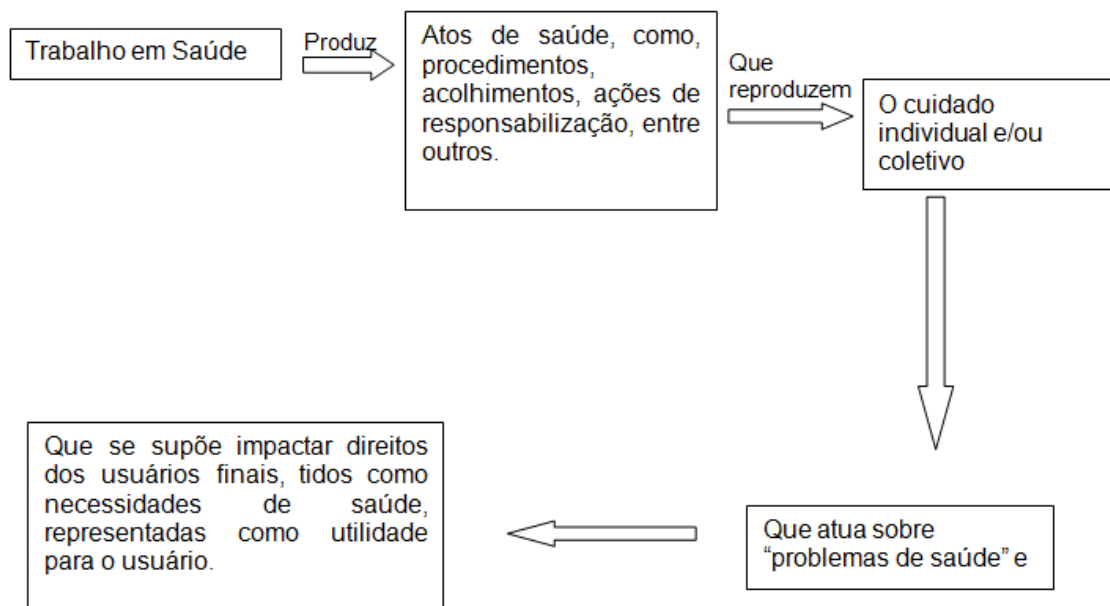 Trabalho em Saúde
Produz
Atos de saúde, como,
procedimentos,
acolhimentos, ações de
responsabilização, entre
outros.
Que
reproduzem
O cuidado
individual e/ou
coletivo
Que atua sobre
“problemas de saúde” e
Que se supõe impactar direitos
dos usuários finais, tidos como
necessidades de saúde,
representadas como utilidade
para o usuário.